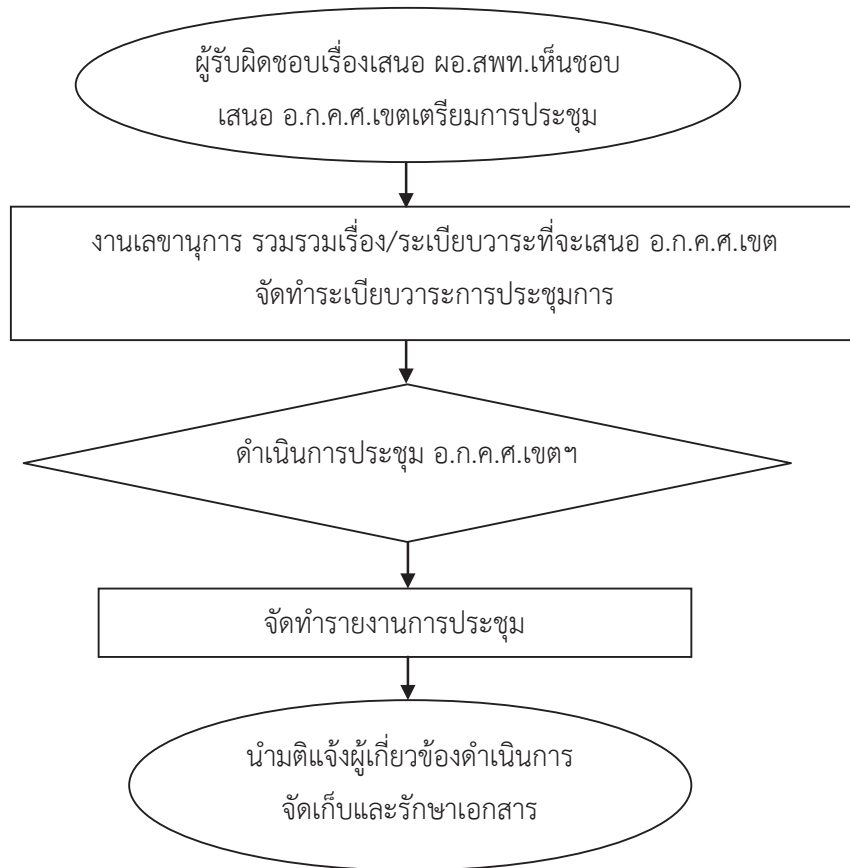 ผู้รับผิดชอบเรื่องเสนอ ผอ.สพท.เห็นชอบ
เสนอ อ.ก.ค.ศ.เขตเตรียมการประชุม
งานเลขานุการ รวมรวมเรื่อง/ระเบียบวาระที่จะเสนอ อ.ก.ค.ศ.เขต
จัดทำระเบียบวาระการประชุมการ
ดำเนินการประชุม อ.ก.ค.ศ.เขตฯ
จัดทำรายงานการประชุม
นำมติแจ้งผู้เกี่ยวข้องดำเนินการ
จัดเก็บและรักษาเอกสาร